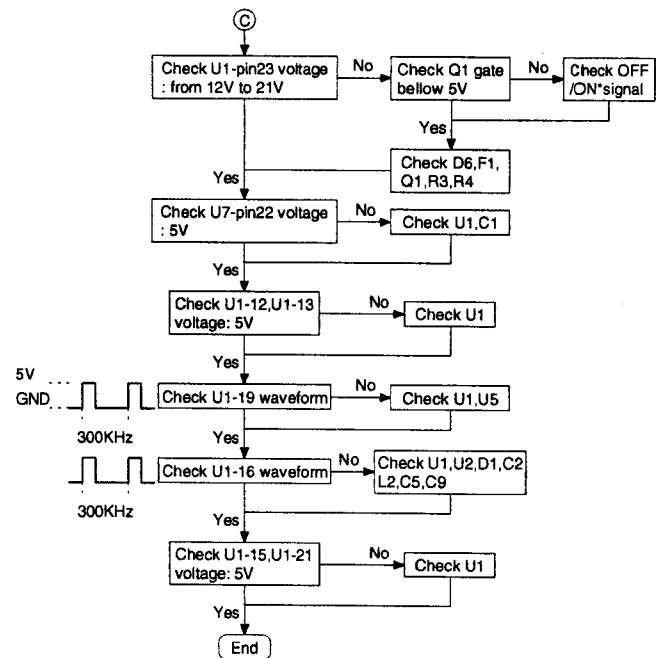 C
Check U1-pin23 voltage
: from 12V to 21V
No
Check Q1 gate
bellow 5V
No
Check OFF
/ON*signal
Yes
Check D6,F1,
Q1,R3,R4
Yes
Check U7-pin22 voltage
: 5V
No
Check U1,C1
Yes
Check U1-12,U1-13
voltage: 5V
No
Check U1
Yes
5V
GND
300KHz
Check U1-19 waveform
No
Check U1,U5
Yes
300KHz
Check U1-16 waveform
No
Check U1,U2,D1,C2
L2,C5,C9
Yes
Check U1-15,U1-21
voltage: 5V
No
Check U1
Yes
End